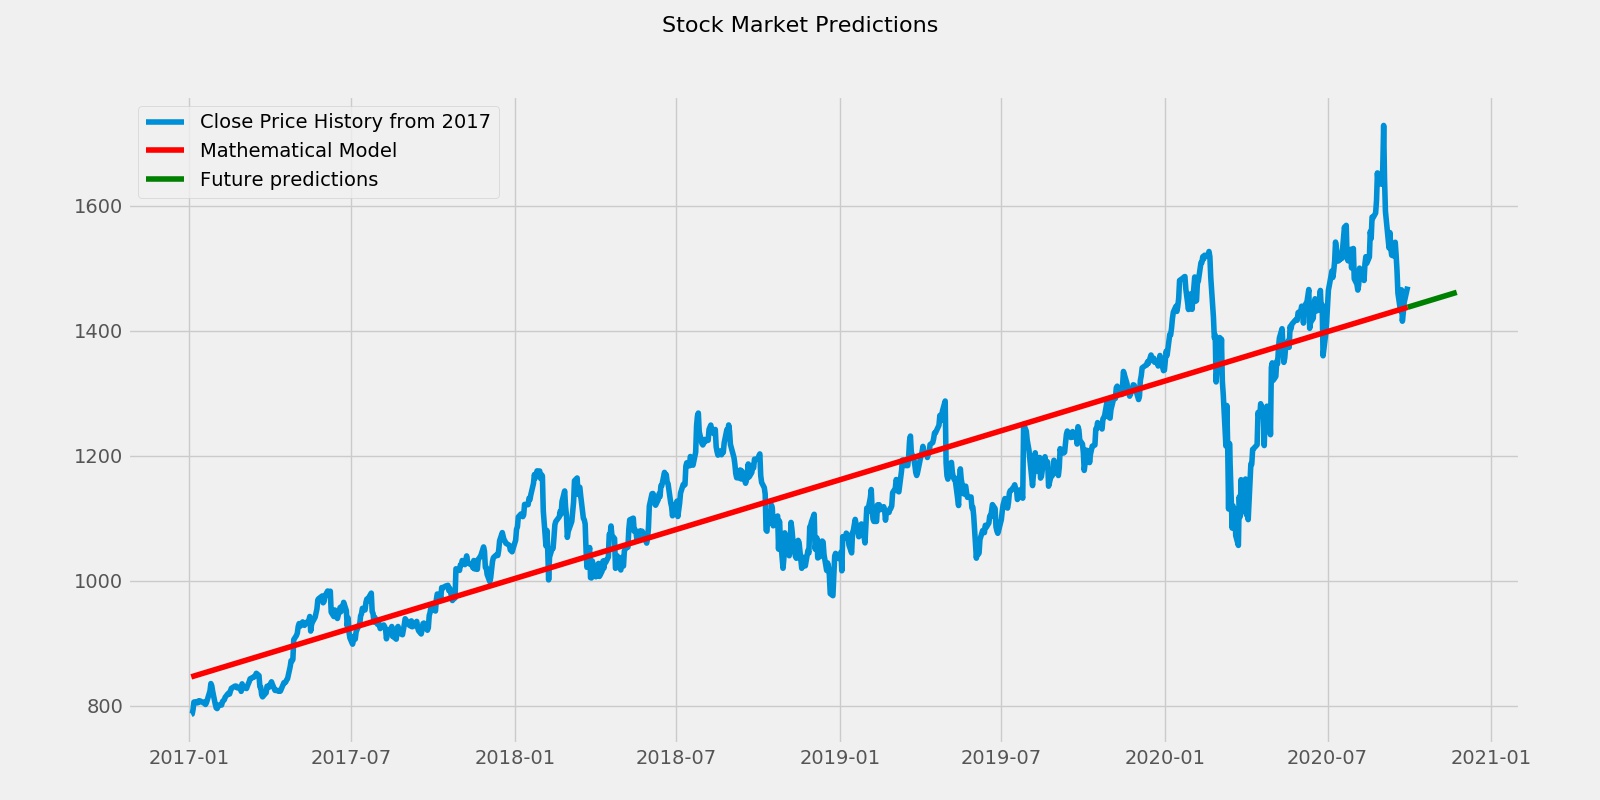 Stock Market Predictions
Close Price History from 2017
Mathematical Model
Future predictions
1600
1400
1200
1000
800
2017-01 2017-07 2018-01 2018-07 2019-01 2019-07 2020-01 2020-07 2021-01